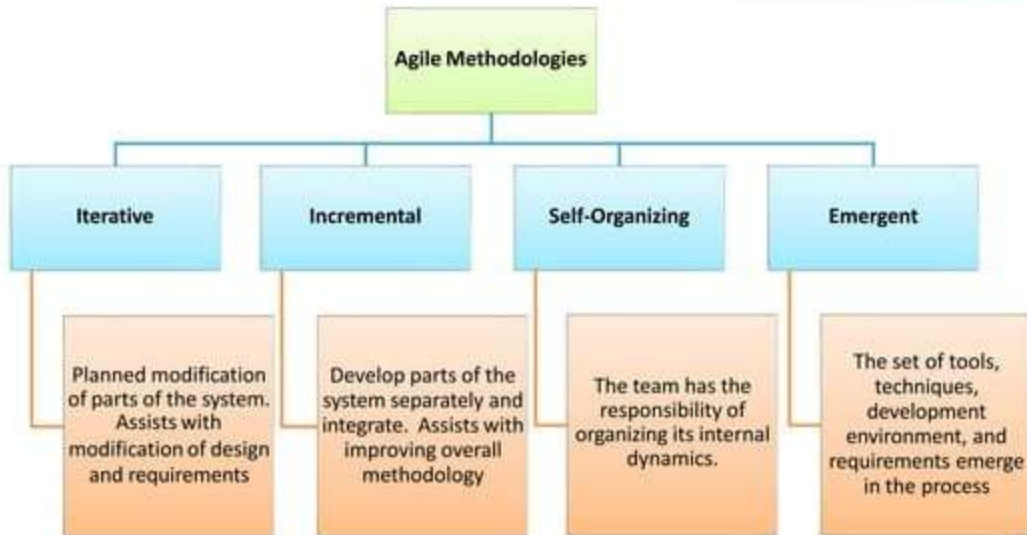 Agile Methodologies
Iterative
Incremental
Self-Organizing
Emergent
Planned modification
of parts of the system.
Assists with
modification of design
and requirements
Develop parts of the
system separately and
integrate. Assists with
improving overall
methodology
The team has the
responsibility of
organizing its internal
dynamics.
The set of tools,
techniques,
development
environment, and
requirements emerge
in the process